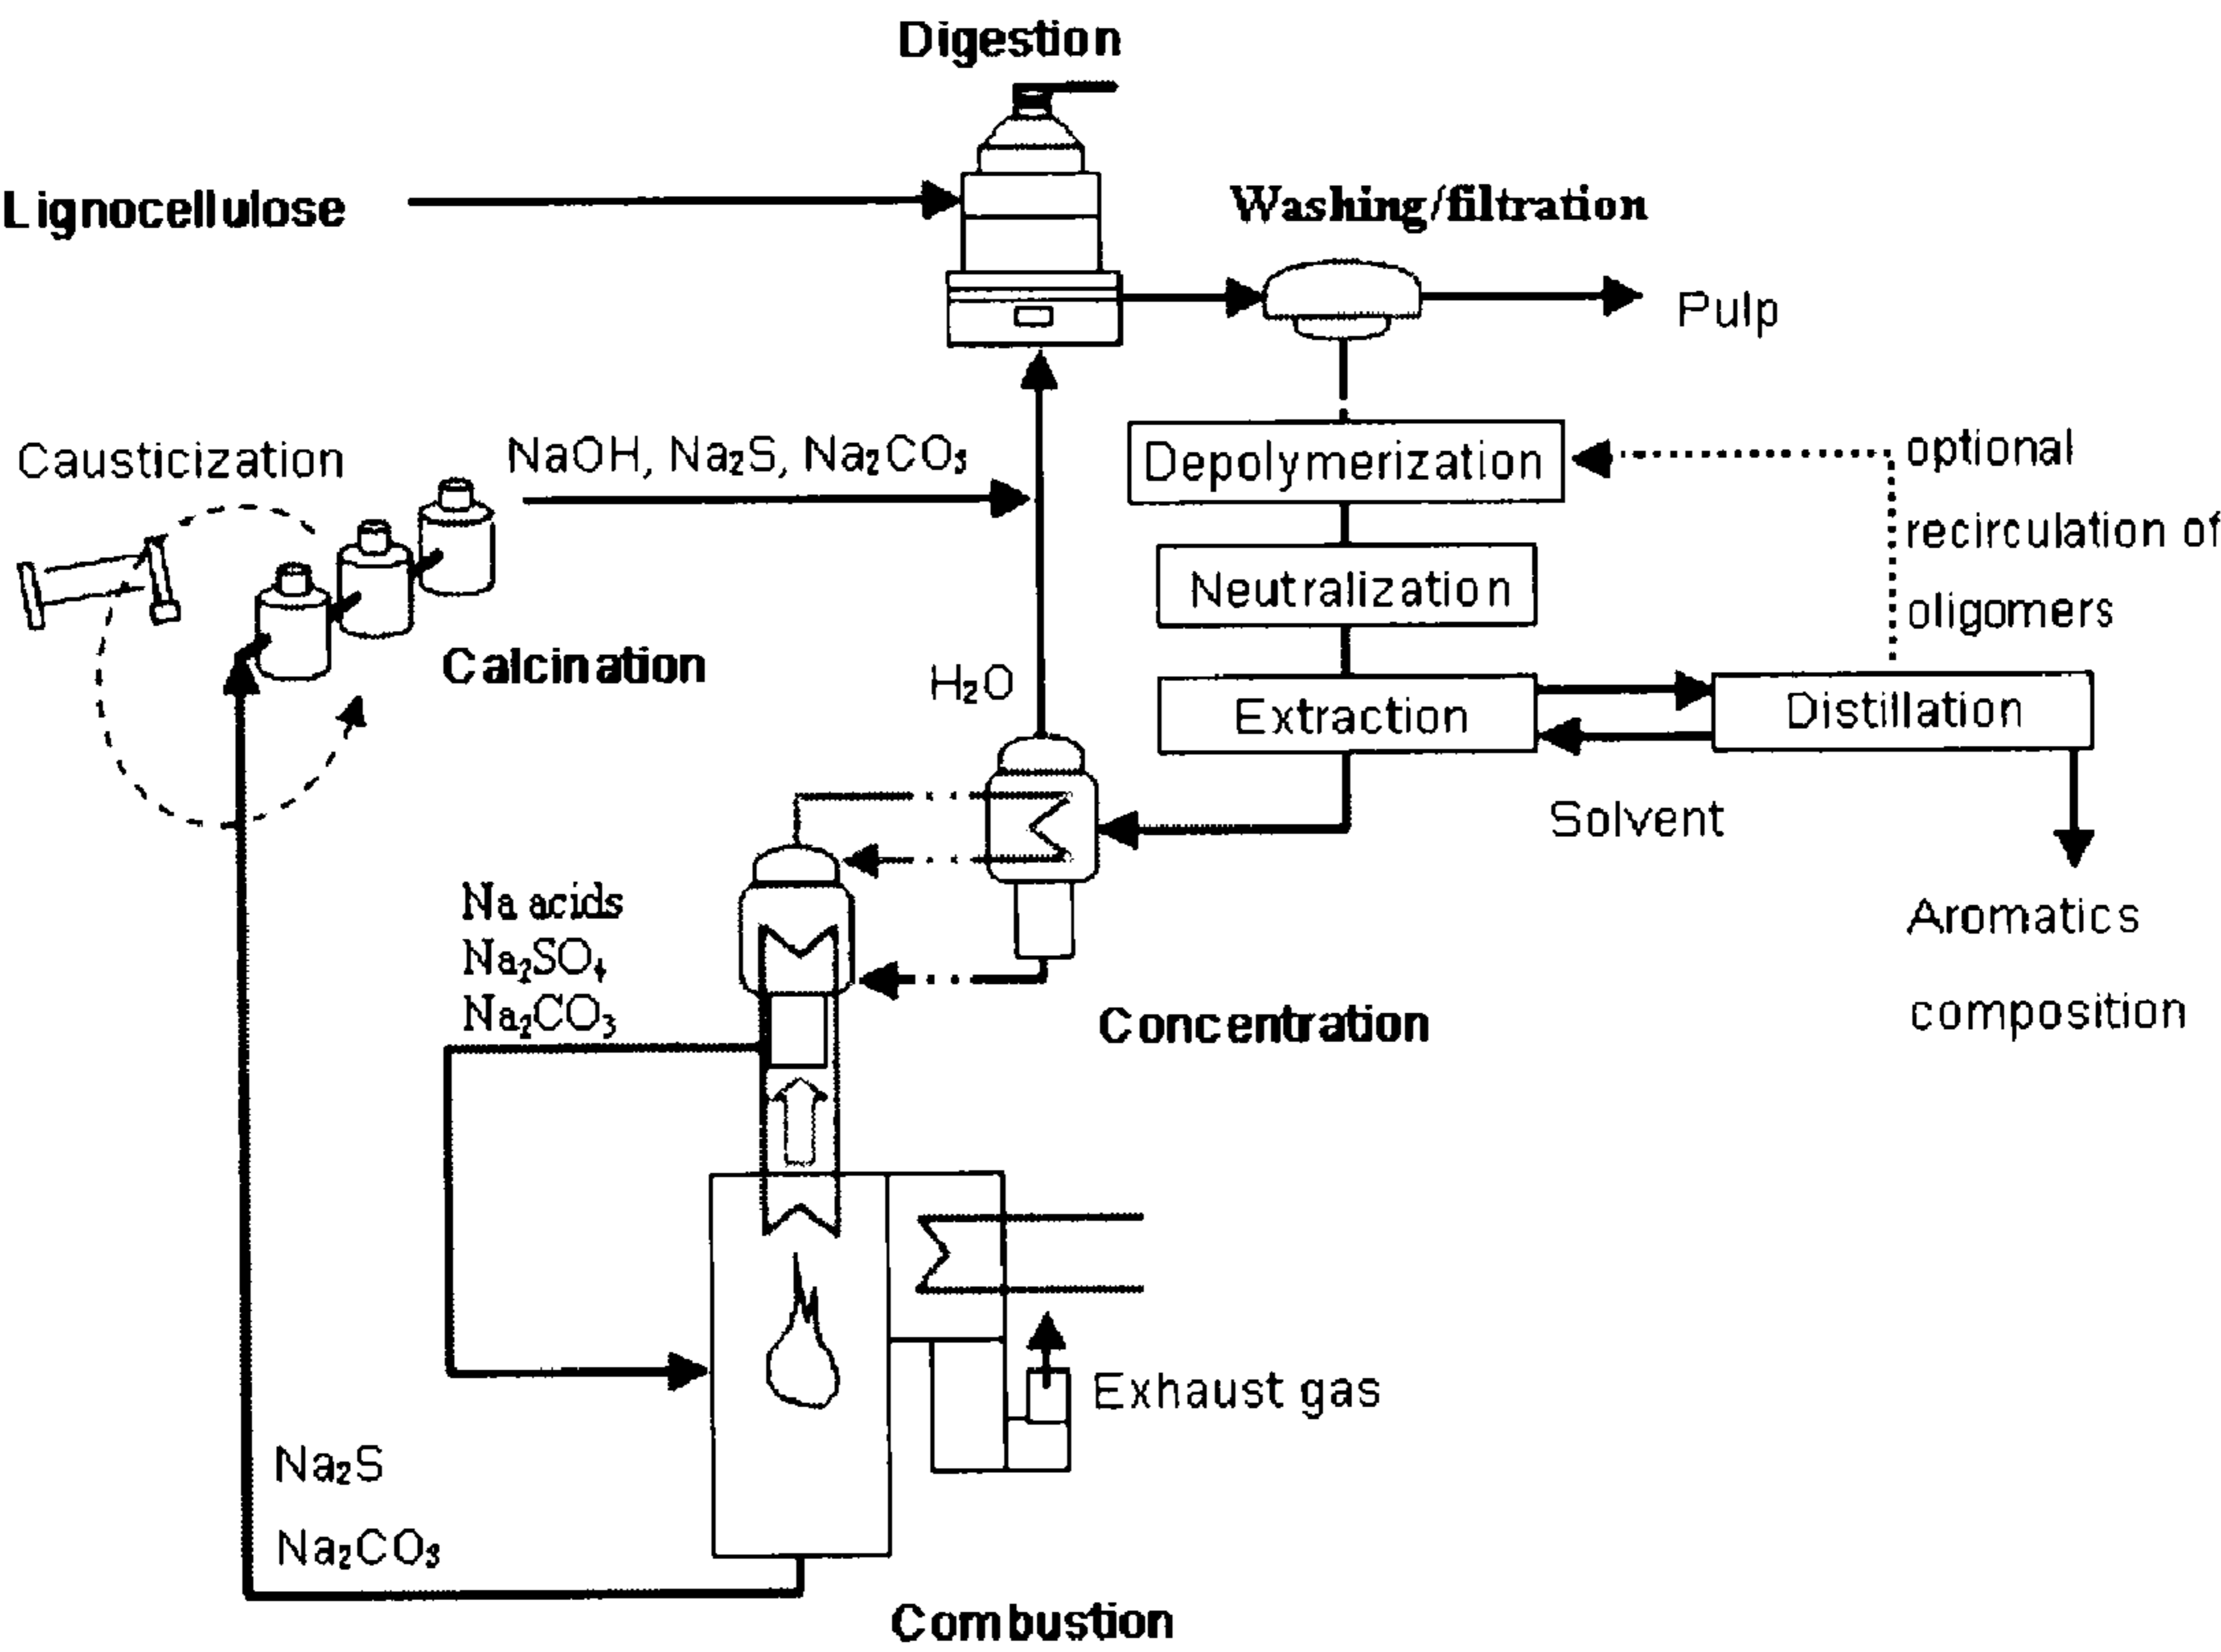 Digestion
Lignocellulose
Washing/filtration
Pulp
Causticization
NaOH, Na₂S, Na₂CO₃
Depolymerization
optional
recirculation of
oligomers
Neutralization
Calcination
H₂O
Extraction
Distillation
Solvent
Na acids
Na₂SO₄
Na₂CO₃
Aromatics
composition
Concentration
Exhaust gas
Na₂S
Na₂CO₃
Combustion